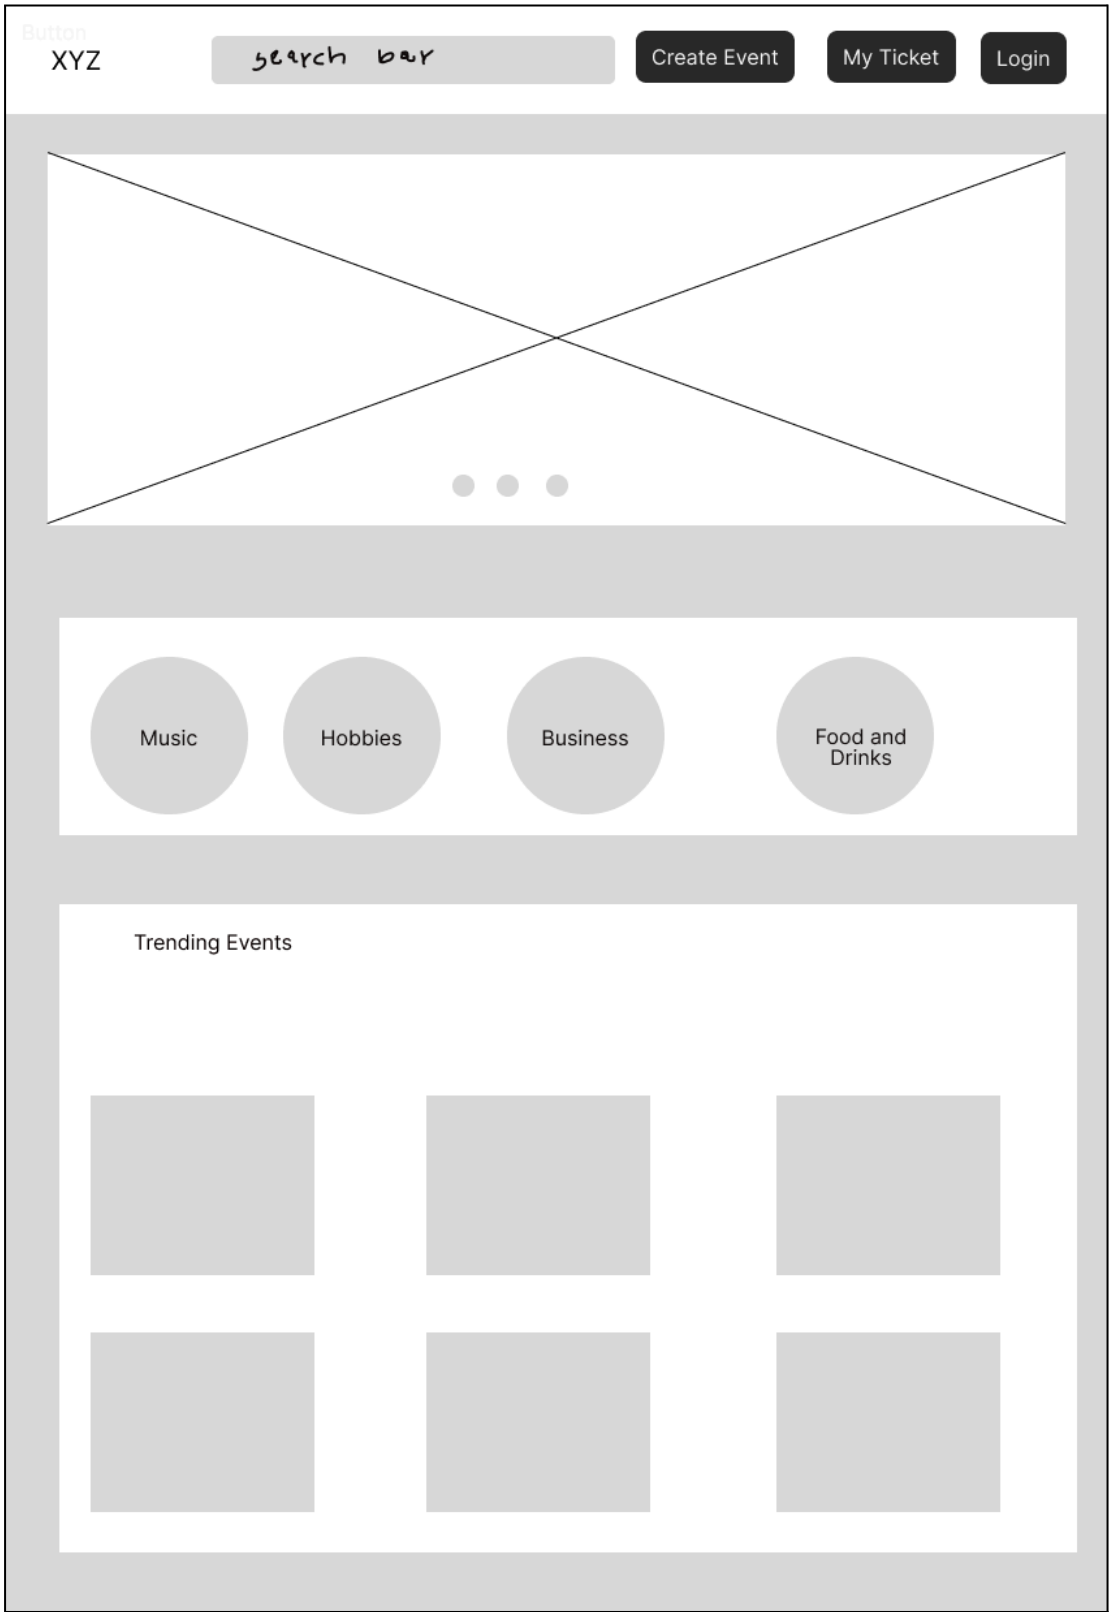 Button
XYZ
search bar
Create Event
My Ticket
Login
Music
Hobbies
Business
Food and
Drinks
Trending Events